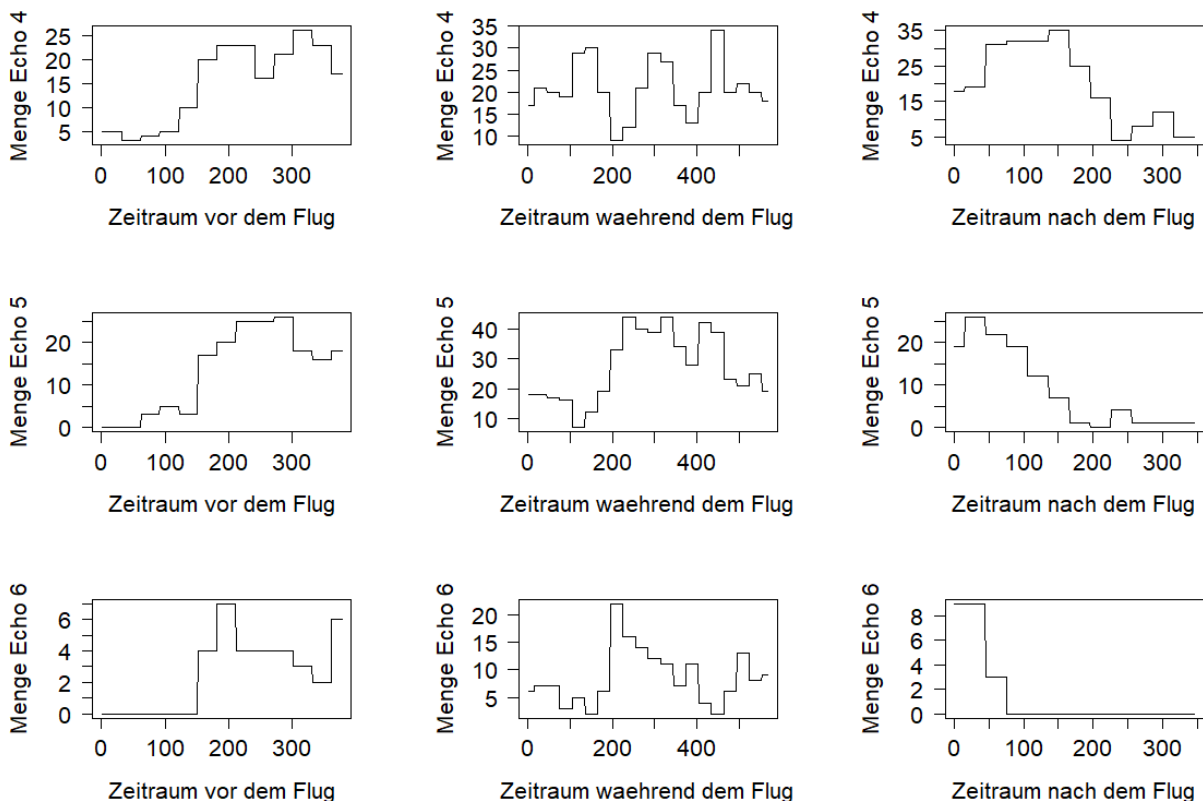 Menge Echo 4
25
20
15
10
5
0 100 200 300
Zeitraum vor dem Flug
Menge Echo 4
35
30
25
20
15
10
0 200 400
Zeitraum waehrend dem Flug
Menge Echo 4
35
25
15
5
0 100 200 300
Zeitraum nach dem Flug
Menge Echo 5
20
10
0
0 100 200 300
Zeitraum vor dem Flug
Menge Echo 5
40
30
20
10
0 200 400
Zeitraum waehrend dem Flug
Menge Echo 5
20
10
0
0 100 200 300
Zeitraum nach dem Flug
Menge Echo 6
6
4
2
0
0 100 200 300
Zeitraum vor dem Flug
Menge Echo 6
20
15
10
5
0 200 400
Zeitraum waehrend dem Flug
Menge Echo 6
8
6
4
2
0
0 100 200 300
Zeitraum nach dem Flug